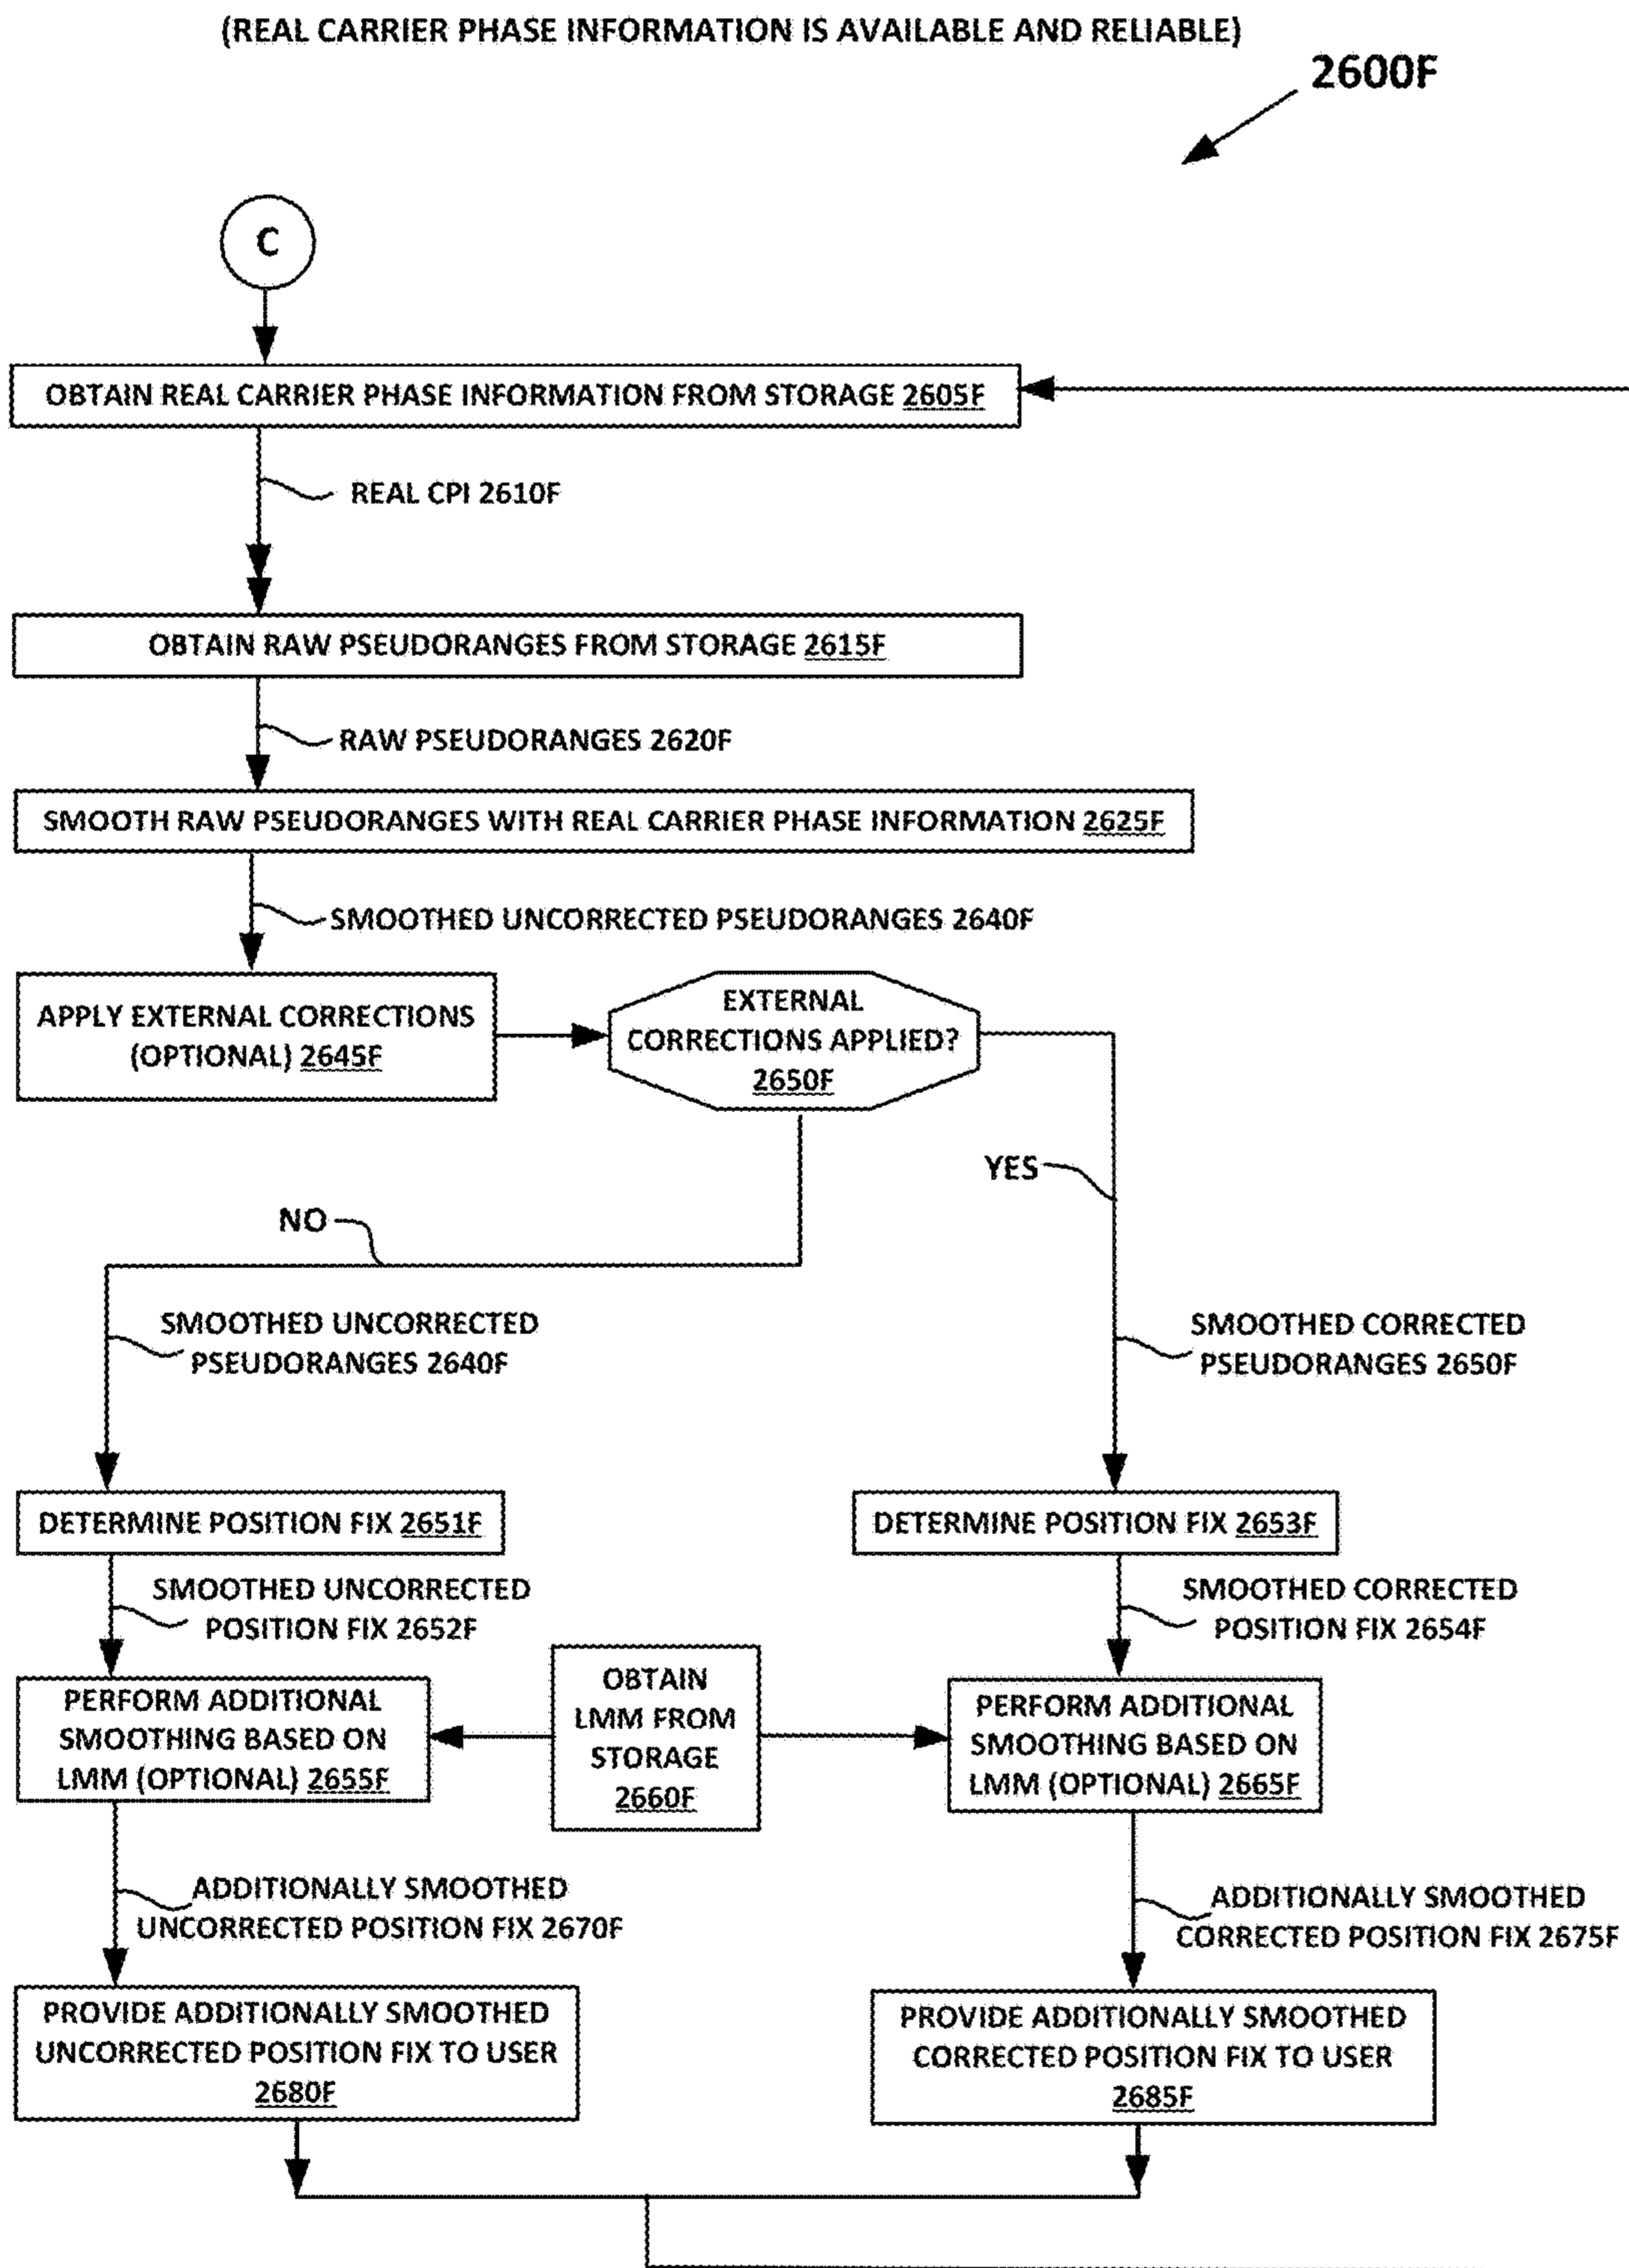 (REAL CARRIER PHASE INFORMATION IS AVAILABLE AND RELIABLE)
2600F
C
OBTAIN REAL CARRIER PHASE INFORMATION FROM STORAGE 2605F
REAL CPI 2610F
OBTAIN RAW PSEUDORANGES FROM STORAGE 2615F
RAW PSEUDORANGES 2620F
SMOOTH RAW PSEUDORANGES WITH REAL CARRIER PHASE INFORMATION 2625F
SMOOTHED UNCORRECTED PSEUDORANGES 2640F
APPLY EXTERNAL CORRECTIONS
(OPTIONAL) 2645F
EXTERNAL
CORRECTIONS APPLIED?
2650F
YES
NO
SMOOTHED UNCORRECTED
PSEUDORANGES 2640F
SMOOTHED CORRECTED
PSEUDORANGES 2650F
DETERMINE POSITION FIX 2651F
DETERMINE POSITION FIX 2653F
SMOOTHED UNCORRECTED
POSITION FIX 2652F
SMOOTHED CORRECTED
POSITION FIX 2654F
PERFORM ADDITIONAL
SMOOTHING BASED ON
LMM (OPTIONAL) 2655F
OBTAIN
LMM FROM
STORAGE
2660F
PERFORM ADDITIONAL
SMOOTHING BASED ON
LMM (OPTIONAL) 2665F
ADDITIONALLY SMOOTHED
UNCORRECTED POSITION FIX 2670F
ADDITIONALLY SMOOTHED
CORRECTED POSITION FIX 2675F
PROVIDE ADDITIONALLY SMOOTHED
UNCORRECTED POSITION FIX TO USER
2680F
PROVIDE ADDITIONALLY SMOOTHED
CORRECTED POSITION FIX TO USER
2685F